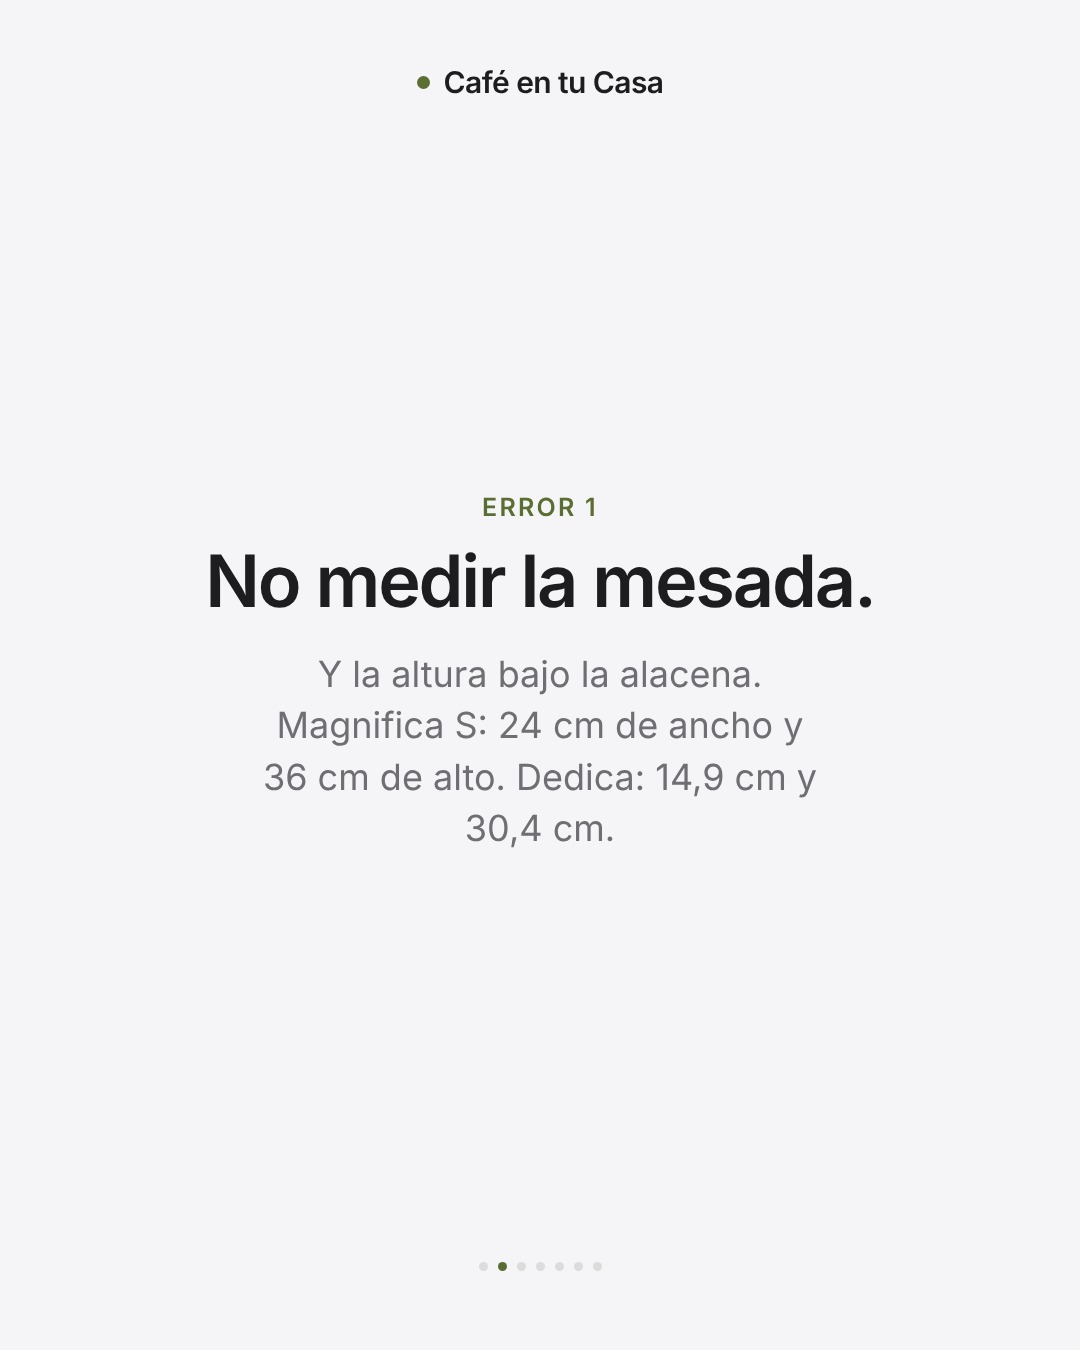 Café en tu Casa
ERROR 1
No medir la mesada.
Y la altura bajo la alacena.
Magnifica S: 24 cm de ancho y
36 cm de alto. Dedica: 14,9 cm y
30,4 cm.